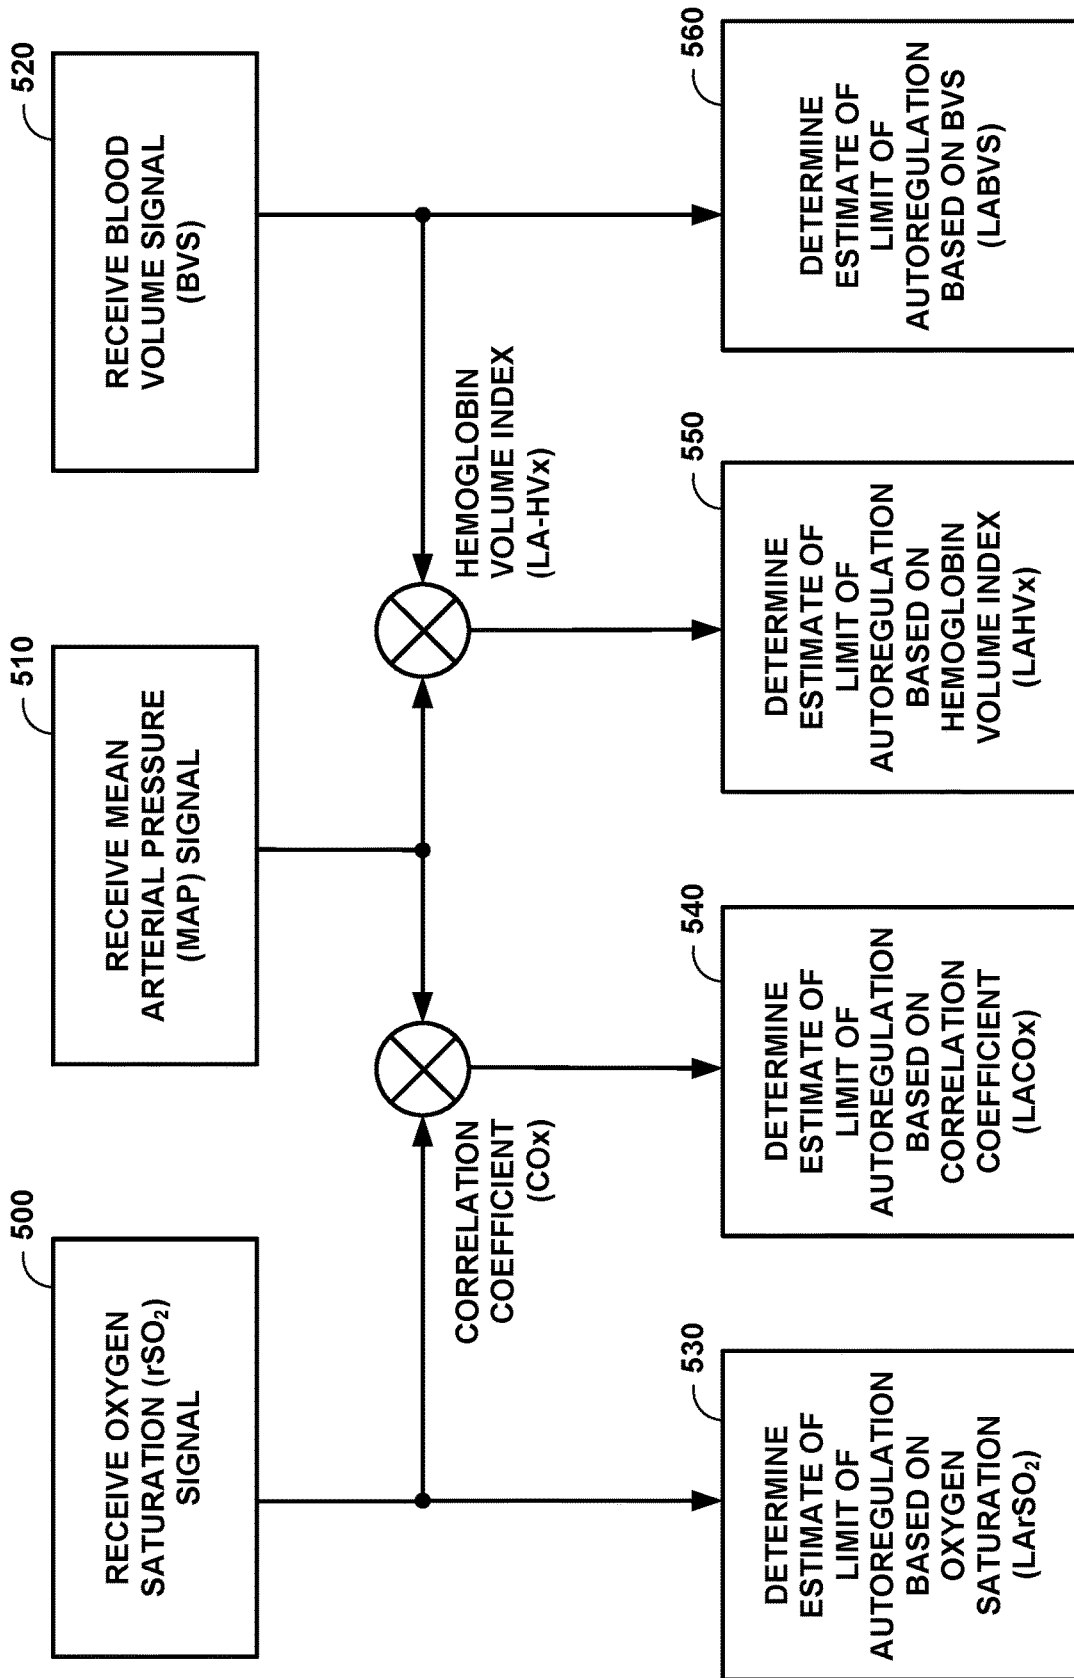 500
RECEIVE OXYGEN
SATURATION (rSO₂)
SIGNAL
510
RECEIVE MEAN
ARTERIAL PRESSURE
(MAP) SIGNAL
520
RECEIVE BLOOD
VOLUME SIGNAL
(BVS)
CORRELATION
COEFFICIENT
(COx)
HEMOGLOBIN
VOLUME INDEX
(LA-HVx)
530
DETERMINE
ESTIMATE OF
LIMIT OF
AUTOREGULATION
BASED ON
OXYGEN
SATURATION
(LArSO₂)
540
DETERMINE
ESTIMATE OF
LIMIT OF
AUTOREGULATION
BASED ON
CORRELATION
COEFFICIENT
(LACOx)
550
DETERMINE
ESTIMATE OF
LIMIT OF
AUTOREGULATION
BASED ON
HEMOGLOBIN
VOLUME INDEX
(LAHVx)
560
DETERMINE
ESTIMATE OF
LIMIT OF
AUTOREGULATION
BASED ON BVS
(LABVS)